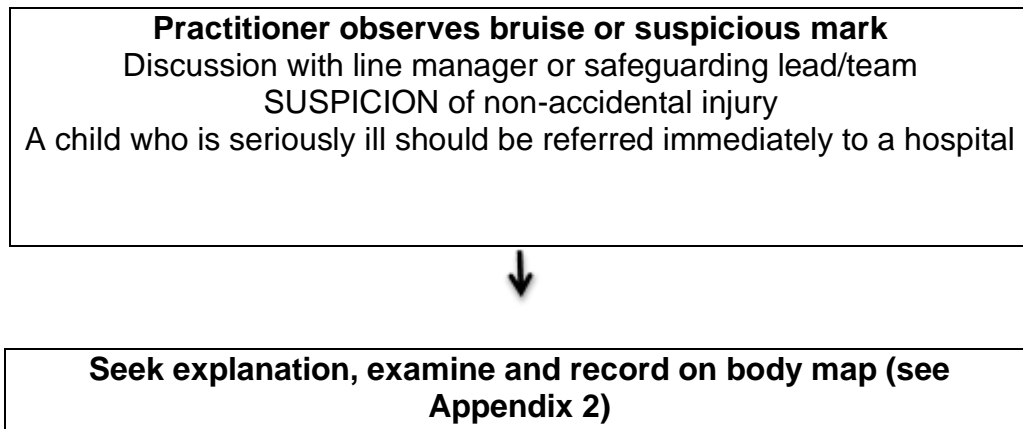 Practitioner observes bruise or suspicious mark
Discussion with line manager or safeguarding lead/team
SUSPICION of non-accidental injury
A child who is seriously ill should be referred immediately to a hospital
Seek explanation, examine and record on body map (see
Appendix 2)